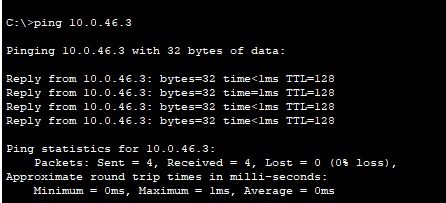 C:\>ping 10.0.46.3
Pinging 10.0.46.3 with 32 bytes of data:
Reply from 10.0.46.3: bytes=32 time<1ms TTL=128
Reply from 10.0.46.3: bytes=32 time=1ms TTL=128
Reply from 10.0.46.3: bytes=32 time<1ms TTL=128
Reply from 10.0.46.3: bytes=32 time<1ms TTL=128
Ping statistics for 10.0.46.3:
    Packets: Sent = 4, Received = 4, Lost = 0 (0% loss),
Approximate round trip times in milli-seconds:
    Minimum = 0ms, Maximum = 1ms, Average = 0ms